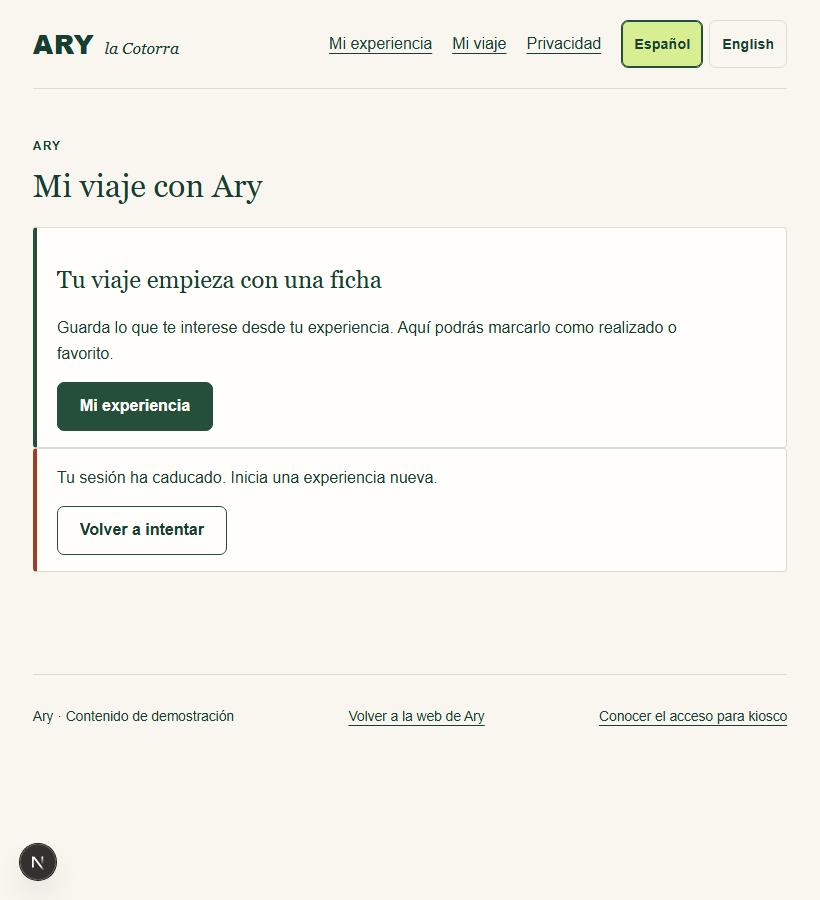 ARY la Cotorra
Mi experiencia Mi viaje Privacidad Español English
ARY
Mi viaje con Ary
Tu viaje empieza con una ficha
Guarda lo que te interese desde tu experiencia. Aquí podrás marcarlo como realizado o
favorito.
Mi experiencia
Tu sesión ha caducado. Inicia una experiencia nueva.
Volver a intentar
Ary · Contenido de demostración Volver a la web de Ary Conocer el acceso para kiosco
N